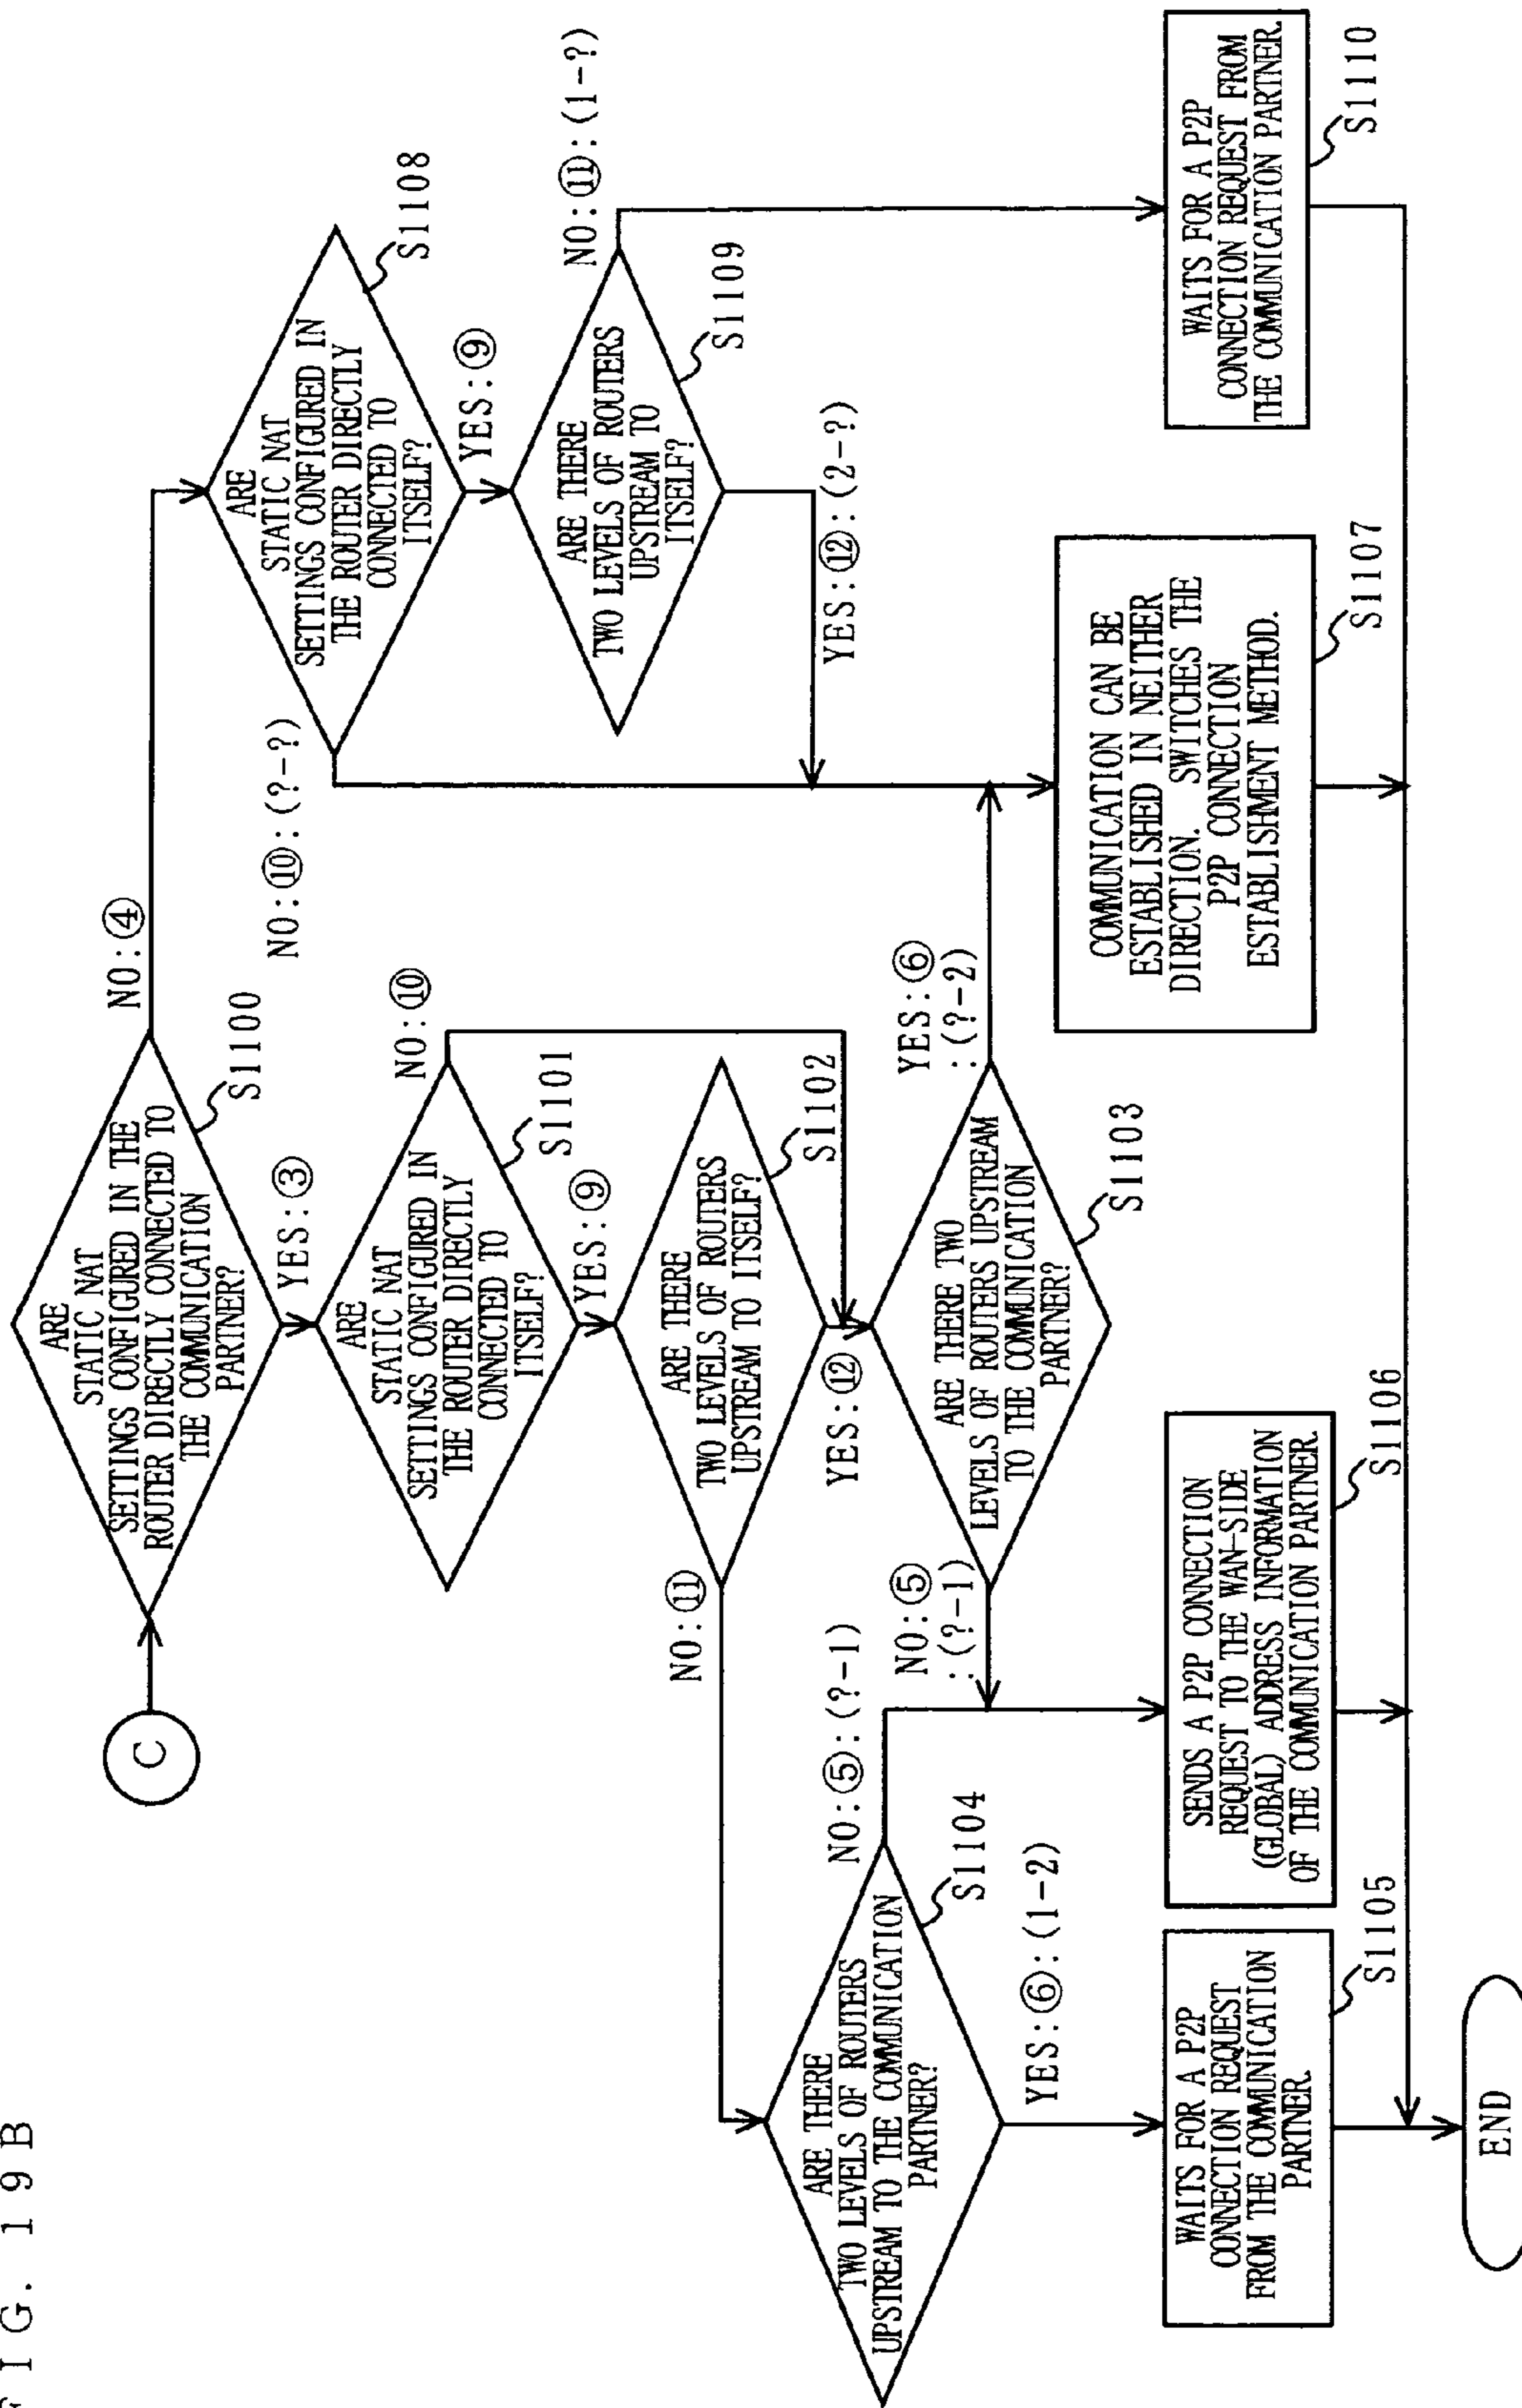 FIG. 19B
C
ARE
STATIC NAT
SETTINGS CONFIGURED IN THE
ROUTER DIRECTLY CONNECTED TO
THE COMMUNICATION
PARTNER?
S1100
NO:④
YES:③
ARE
STATIC NAT
SETTINGS CONFIGURED IN
THE ROUTER DIRECTLY
CONNECTED TO
ITSELF?
S1101
NO:⑩
YES:⑨
ARE THERE
TWO LEVELS OF ROUTERS
UPSTREAM TO ITSELF?
S1102
NO:⑪
YES:⑫
ARE THERE TWO
LEVELS OF ROUTERS UPSTREAM
TO THE COMMUNICATION
PARTNER?
S1103
NO:⑤
:(?-1)
YES:⑥
:(?-2)
ARE THERE
TWO LEVELS OF ROUTERS
UPSTREAM TO THE COMMUNICATION
PARTNER?
S1104
NO:⑤:(?-1)
YES:⑥:(1-2)
WAITS FOR A P2P
CONNECTION REQUEST
FROM THE COMMUNICATION
PARTNER.
S1105
SENDS A P2P CONNECTION
REQUEST TO THE WAN-SIDE
(GLOBAL) ADDRESS INFORMATION
OF THE COMMUNICATION PARTNER.
S1106
ARE
STATIC NAT
SETTINGS CONFIGURED IN
THE ROUTER DIRECTLY
CONNECTED TO
ITSELF?
S1108
NO:⑩:(?-?)
YES:⑨
ARE THERE
TWO LEVELS OF ROUTERS
UPSTREAM TO
ITSELF?
S1109
NO:⑪:(1-?)
YES:⑫:(2-?)
COMMUNICATION CAN BE
ESTABLISHED IN NEITHER
DIRECTION. SWITCHES THE
P2P CONNECTION
ESTABLISHMENT METHOD.
S1107
WAITS FOR A P2P
CONNECTION REQUEST FROM
THE COMMUNICATION PARTNER.
S1110
END